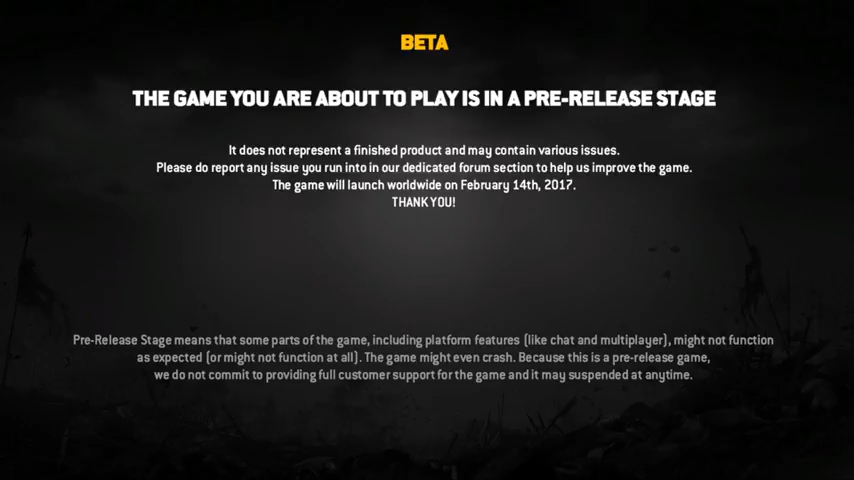 BETA
THE GAME YOU ARE ABOUT TO PLAY IS IN A PRE-RELEASE STAGE
It does not represent a finished product and may contain various issues.
Please do report any issue you run into in our dedicated forum section to help us improve the game.
The game will launch worldwide on February 14th, 2017.
THANK YOU!
Pre-Release Stage means that some parts of the game, including platform features (like chat and multiplayer), might not function
as expected (or might not function at all). The game might even crash. Because this is a pre-release game,
we do not commit to providing full customer support for the game and it may suspended at anytime.